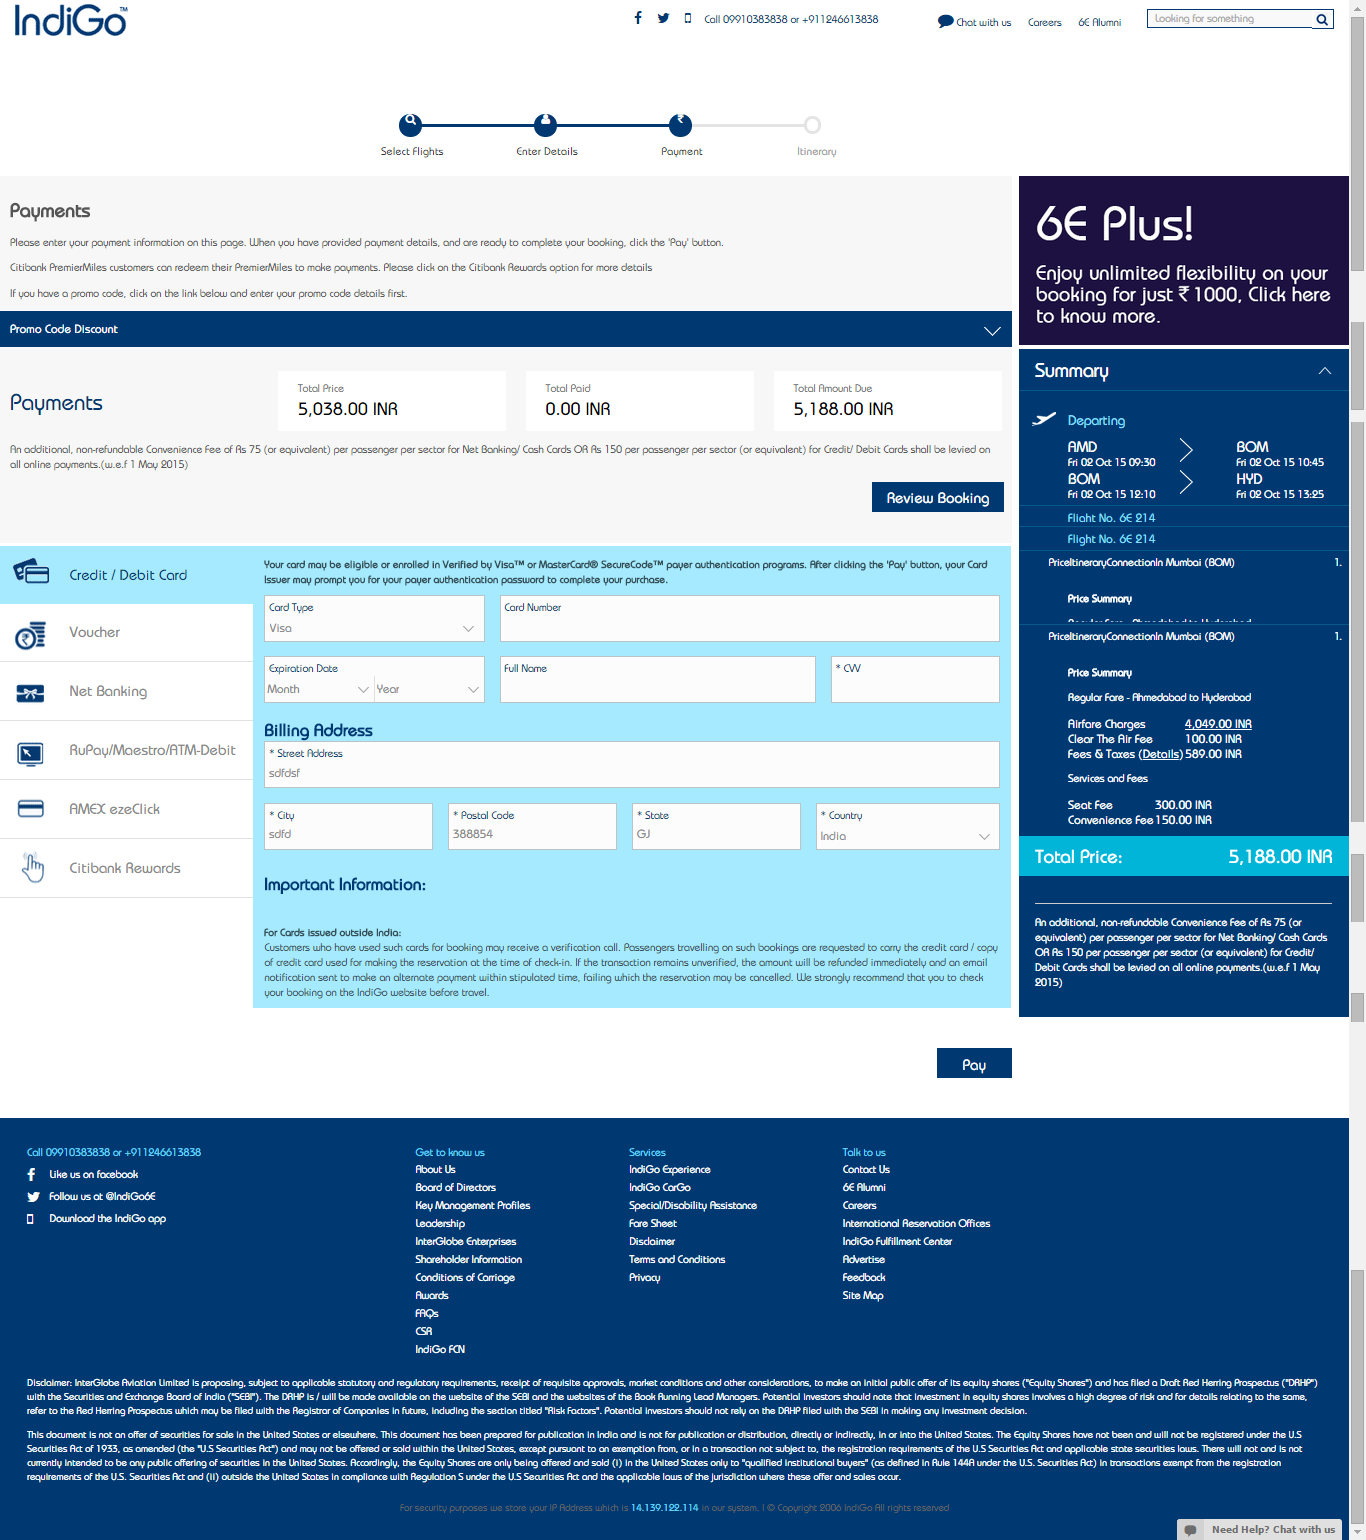 IndiGo™
Call 09910383838 or +911246613838
Chat with us
Careers
6E Alumni
Looking for something
Select Flights
Enter Details
Payment
Itinerary
Payments
Please enter your payment information on this page. When you have provided payment details, and are ready to complete your booking, click the 'Pay' button.
Citibank PremierMiles customers can redeem their PremierMiles to make payments. Please click on the Citibank Rewards option for more details
If you have a promo code, click on the link below and enter your promo code details first.
Promo Code Discount
Payments
Total Price
5,038.00 INR
Total Paid
0.00 INR
Total Amount Due
5,188.00 INR
An additional, non-refundable Convenience Fee of Rs 75 (or equivalent) per passenger per sector for Net Banking/ Cash Cards OR Rs 150 per passenger per sector (or equivalent) for Credit/ Debit Cards shall be levied on
all online payments.(w.e.f 1 May 2015)
Review Booking
Credit / Debit Card
Voucher
Net Banking
RuPay/Maestro/ATM-Debit
AMEX ezeClick
Citibank Rewards
Your card may be eligible or enrolled in Verified by Visa™ or MasterCard® SecureCode™ payer authentication programs. After clicking the 'Pay' button, your Card
Issuer may prompt you for your payer authentication password to complete your purchase.
Card Type
Visa
Card Number
Expiration Date
Month
Year
Full Name
* CVV
Billing Address
* Street Address
sdfdsf
* City
sdfd
* Postal Code
388854
* State
GJ
* Country
India
Important Information:
For Cards issued outside India:
Customers who have used such cards for booking may receive a verification call. Passengers travelling on such bookings are requested to carry the credit card / copy
of credit card used for making the reservation at the time of check-in. If the transaction remains unverified, the amount will be refunded immediately and an email
notification sent to make an alternate payment within stipulated time, failing which the reservation may be cancelled. We strongly recommend that you to check
your booking on the IndiGo website before travel.
Pay
6E Plus!
Enjoy unlimited flexibility on your
booking for just ₹ 1000, Click here
to know more.
Summary
Departing
AMD BOM
Fri 02 Oct 15 09:30 Fri 02 Oct 15 10:45
BOM HYD
Fri 02 Oct 15 12:10 Fri 02 Oct 15 13:25
Flight No. 6E 214
Flight No. 6E 214
PriceItineraryConnectionIn Mumbai (BOM) 1.
Price Summary
Regular Fare - Ahmedabad to Hyderabad
PriceItineraryConnectionIn Mumbai (BOM) 1.
Price Summary
Regular Fare - Ahmedabad to Hyderabad
Airfare Charges 4,049.00 INR
Clear The Air Fee 100.00 INR
Fees & Taxes (Details) 589.00 INR
Services and Fees
Seat Fee 300.00 INR
Convenience Fee 150.00 INR
Total Price: 5,188.00 INR
An additional, non-refundable Convenience Fee of Rs 75 (or
equivalent) per passenger per sector for Net Banking/ Cash Cards
OR Rs 150 per passenger per sector (or equivalent) for Credit/
Debit Cards shall be levied on all online payments.(w.e.f 1 May
2015)
Call 09910383838 or +911246613838
Like us on facebook
Follow us at @IndiGo6E
Download the IndiGo app
Get to know us
About Us
Board of Directors
Key Management Profiles
Leadership
InterGlobe Enterprises
Shareholder Information
Conditions of Carriage
Awards
FAQs
CSR
IndiGo FCN
Services
IndiGo Experience
IndiGo CarGo
Special/Disability Assistance
Fare Sheet
Disclaimer
Terms and Conditions
Privacy
Talk to us
Contact Us
6E Alumni
Careers
International Reservation Offices
IndiGo Fulfillment Center
Advertise
Feedback
Site Map
Disclaimer: InterGlobe Aviation Limited is proposing, subject to applicable statutory and regulatory requirements, receipt of requisite approvals, market conditions and other considerations, to make an initial public offer of its equity shares ("Equity Shares") and has filed a Draft Red Herring Prospectus ("DRHP")
with the Securities and Exchange Board of India ("SEBI"). The DRHP is / will be made available on the website of the SEBI and the websites of the Book Running Lead Managers. Potential investors should note that investment in equity shares involves a high degree of risk and for details relating to the same,
refer to the Red Herring Prospectus which may be filed with the Registrar of Companies in future, including the section titled "Risk Factors". Potential investors should not rely on the DRHP filed with the SEBI in making any investment decision.
This document is not an offer of securities for sale in the United States or elsewhere. This document has been prepared for publication in India and is not for publication or distribution, directly or indirectly, in or into the United States. The Equity Shares have not been and will not be registered under the U.S
Securities Act of 1933, as amended (the "U.S Securities Act") and may not be offered or sold within the United States, except pursuant to an exemption from, or in a transaction not subject to, the registration requirements of the U.S Securities Act and applicable state securities laws. There will not and is not
currently intended to be any public offering of securities in the United States. Accordingly, the Equity Shares are only being offered and sold (i) in the United States only to "qualified institutional buyers" (as defined in Rule 144A under the U.S. Securities Act) in transactions exempt from the registration
requirements of the U.S. Securities Act and (ii) outside the United States in compliance with Regulation S under the U.S Securities Act and the applicable laws of the jurisdiction where these offer and sales occur.
For security purposes we store your IP Address which is 14.139.122.114 in our system. | © Copyright 2006 IndiGo All rights reserved
Need Help? Chat with us